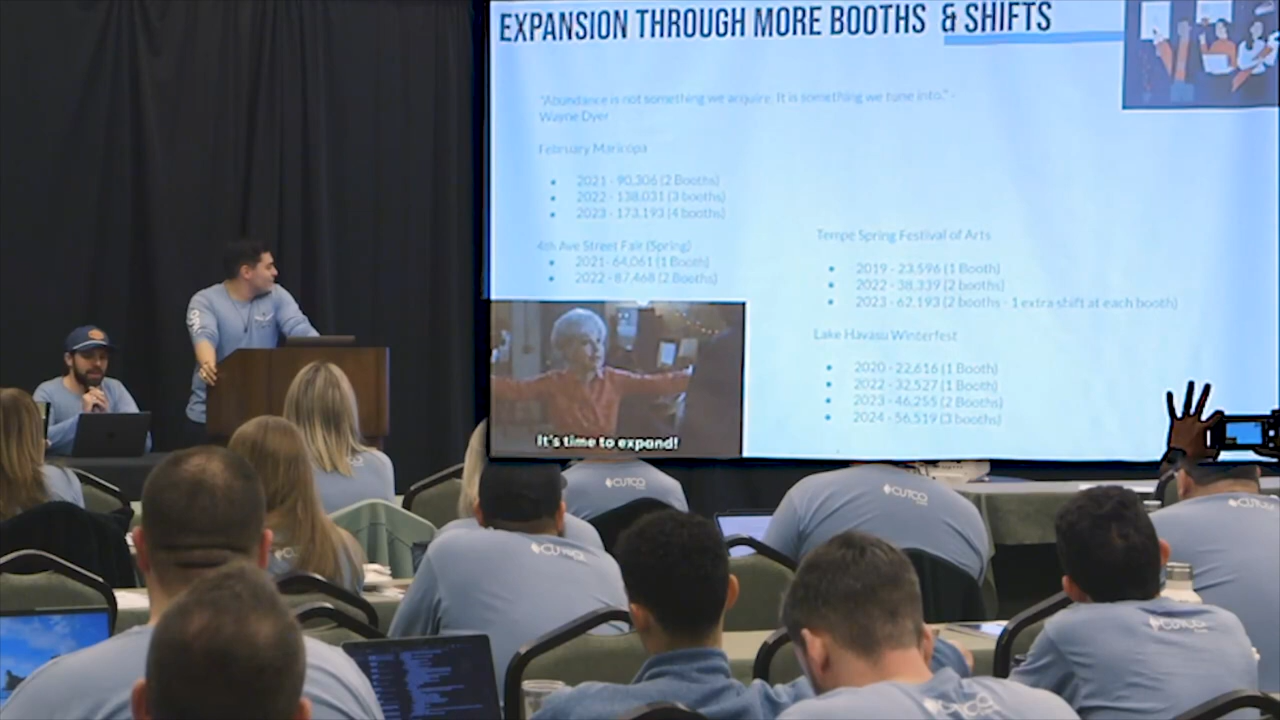 EXPANSION THROUGH MORE BOOTHS & SHIFTS
"Abundance is not something we acquire. It is something we tune into." -
Wayne Dyer
February Maricopa
2021 - 90,306 (2 Booths)
2022 - 138,031 (3 booths)
2023 - 173,193 (4 booths)
4th Ave Street Fair (Spring)
2021- 64,061 (1 Booth)
2022 - 87,468 (2 Booths)
Tempe Spring Festival of Arts
2019 - 23,596 (1 Booth)
2022 - 38,339 (2 booths)
2023 - 62,193 (2 booths - 1 extra shift at each booth)
Lake Havasu Winterfest
2020 - 22,616 (1 Booth)
2022 - 32,527 (1 Booth)
2023 - 46,255 (2 Booths)
2024 - 56,519 (3 booths)
It's time to expand!
CUTCO
CUTCO
CUTCO
CUTCO
CUTCO
CUTCO